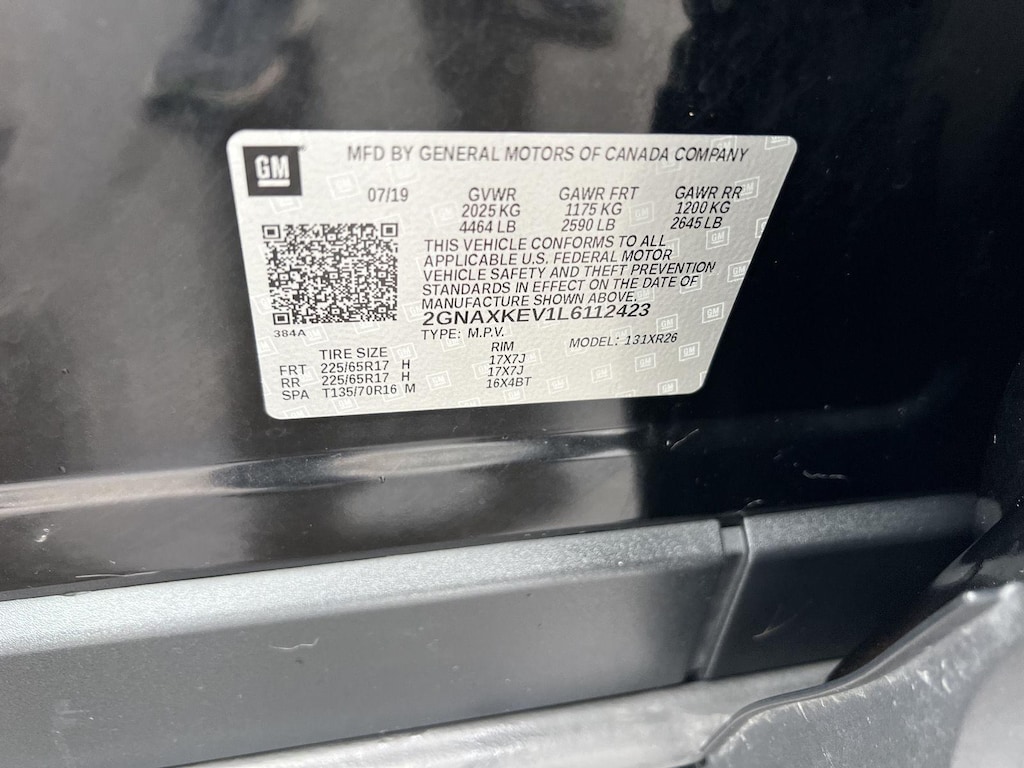 GM
MFD BY GENERAL MOTORS OF CANADA COMPANY
07/19 GVWR GAWR FRT GAWR RR
2025 KG 1175 KG 1200 KG
4464 LB 2590 LB 2645 LB
THIS VEHICLE CONFORMS TO ALL
APPLICABLE U.S. FEDERAL MOTOR
VEHICLE SAFETY AND THEFT PREVENTION
STANDARDS IN EFFECT ON THE DATE OF
MANUFACTURE SHOWN ABOVE.
2GNAXKEV1L6112423
384A
TYPE: M.P.V. MODEL: 131XR26
TIRE SIZE RIM
FRT 225/65R17 H 17X7J
RR 225/65R17 H 17X7J
SPA T135/70R16 M 16X4BT